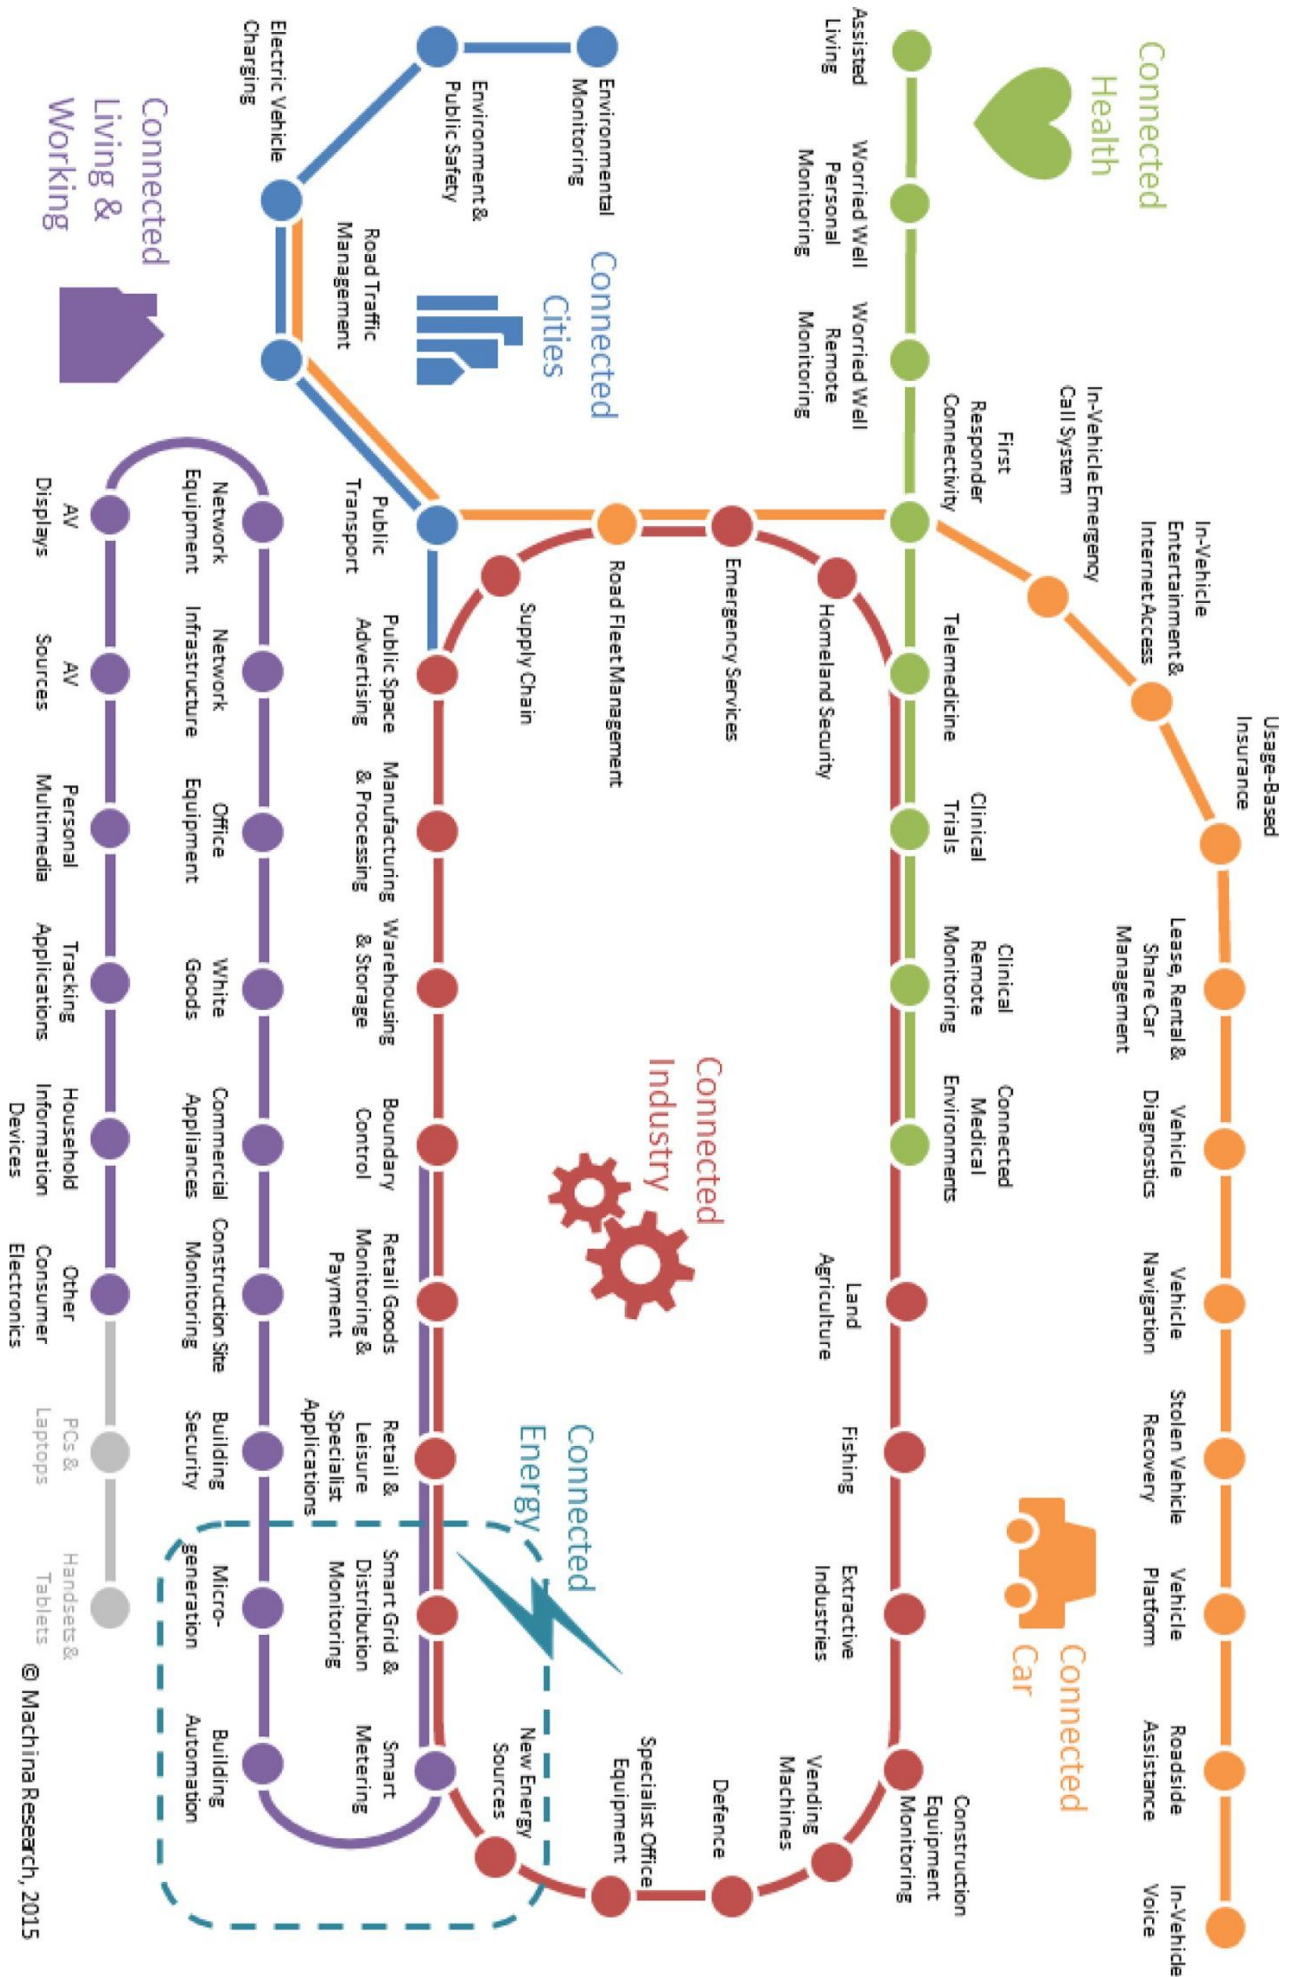 Connected
Health
Assisted
Living
Worried Well
Personal
Monitoring
Worried Well
Remote
Monitoring
First
Responder
Connectivity
Telemedicine
Clinical
Trials
Clinical
Remote
Monitoring
Connected
Medical
Environments
In-Vehicle Emergency
Call System
In-Vehicle
Entertainment &
Internet Access
Usage-Based
Insurance
Lease, Rental &
Share Car
Management
Vehicle
Diagnostics
Vehicle
Navigation
Stolen Vehicle
Recovery
Vehicle
Platform
Roadside
Assistance
In-Vehicle
Voice
Connected
Car
Homeland Security
Emergency Services
Road Fleet Management
Supply Chain
Land
Agriculture
Fishing
Extractive
Industries
Construction
Equipment
Monitoring
Vending
Machines
Defence
Specialist Office
Equipment
New Energy
Sources
Connected
Industry
Connected
Energy
Connected
Cities
Environmental
Monitoring
Environment &
Public Safety
Electric Vehicle
Charging
Road Traffic
Management
Public
Transport
Public Space
Advertising
Manufacturing
& Processing
Warehousing
& Storage
Boundary
Control
Retail Goods
Monitoring &
Payment
Retail &
Leisure
Specialist
Applications
Smart Grid &
Distribution
Monitoring
Smart
Metering
Connected
Living &
Working
Network
Equipment
Network
Infrastructure
Office
Equipment
White
Goods
Commercial
Appliances
Construction Site
Monitoring
Building
Security
Micro-
generation
Building
Automation
AV
Displays
AV
Sources
Personal
Multimedia
Tracking
Applications
Household
Information
Devices
Other
Consumer
Electronics
PCs &
Laptops
Handsets &
Tablets
© Machina Research, 2015